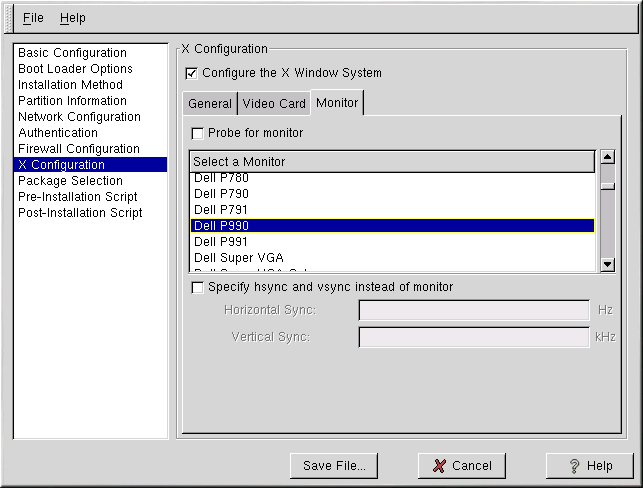 File Help
Basic Configuration
Boot Loader Options
Installation Method
Partition Information
Network Configuration
Authentication
Firewall Configuration
X Configuration
Package Selection
Pre-Installation Script
Post-Installation Script
X Configuration
Configure the X Window System
General Video Card Monitor
Probe for monitor
Select a Monitor
Dell P780
Dell P790
Dell P791
Dell P990
Dell P991
Dell Super VGA
Specify hsync and vsync instead of monitor
Horizontal Sync: Hz
Vertical Sync: kHz
Save File... Cancel Help